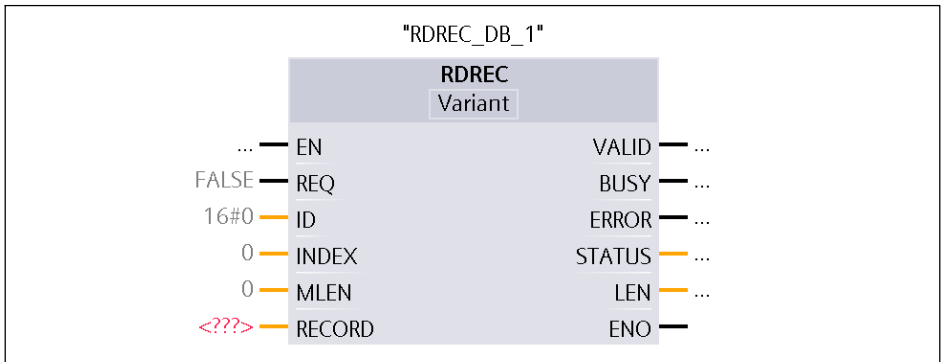 "RDREC_DB_1"
RDREC
Variant
... EN VALID ...
FALSE REQ BUSY ...
16#0 ID ERROR ...
0 INDEX STATUS ...
0 MLEN LEN ...
<???> RECORD ENO